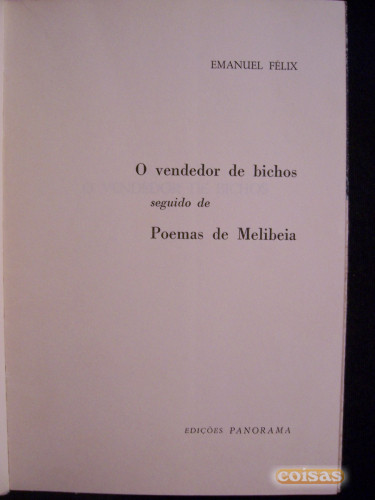 EMANUEL FÉLIX
O vendedor de bichos
seguido de
Poemas de Melibeia
EDIÇÕES PANORAMA
coisas